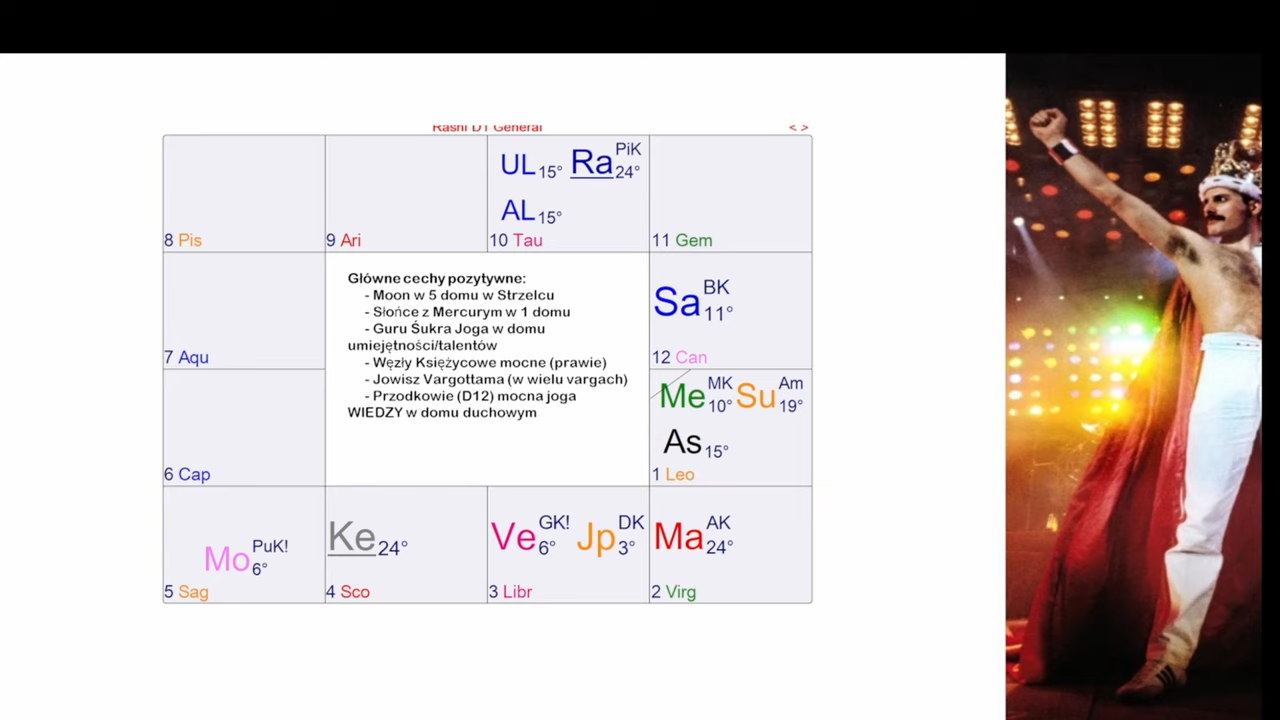 Rashi D1 General
< >
UL 15° Ra PiK 24°
AL 15°
8 Pis
9 Ari
10 Tau
11 Gem
Główne cechy pozytywne:
- Moon w 5 domu w Strzelcu
- Słońce z Mercurym w 1 domu
- Guru Śukra Joga w domu
umiejętności/talentów
- Węzły Księżycowe mocne (prawie)
- Jowisz Vargottama (w wielu vargach)
- Przodkowie (D12) mocna joga
WIEDZY w domu duchowym
Sa BK 11°
7 Aqu
12 Can
Me MK 10° Su Am 19°
As 15°
6 Cap
1 Leo
Mo PuK! 6°
Ke 24°
Ve GK! 6° Jp DK 3°
Ma AK 24°
5 Sag
4 Sco
3 Libr
2 Virg